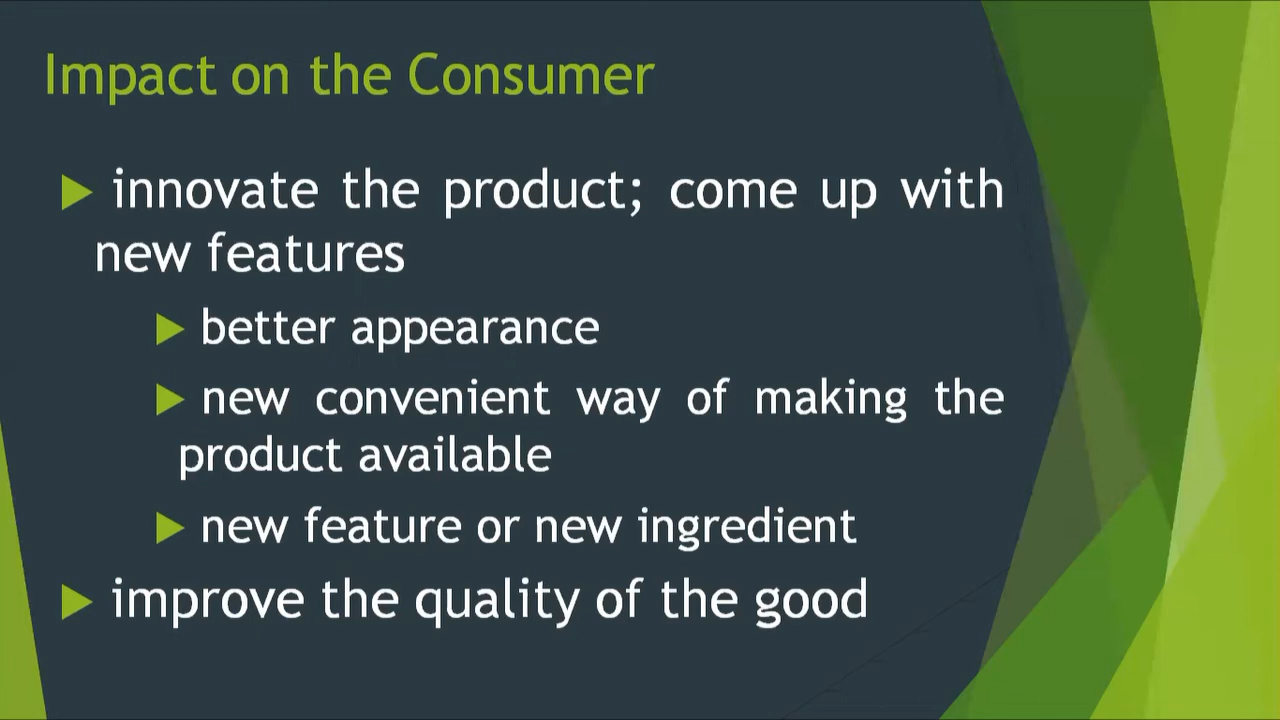 Impact on the Consumer
innovate the product; come up with
new features
better appearance
new convenient way of making the
product available
new feature or new ingredient
improve the quality of the good